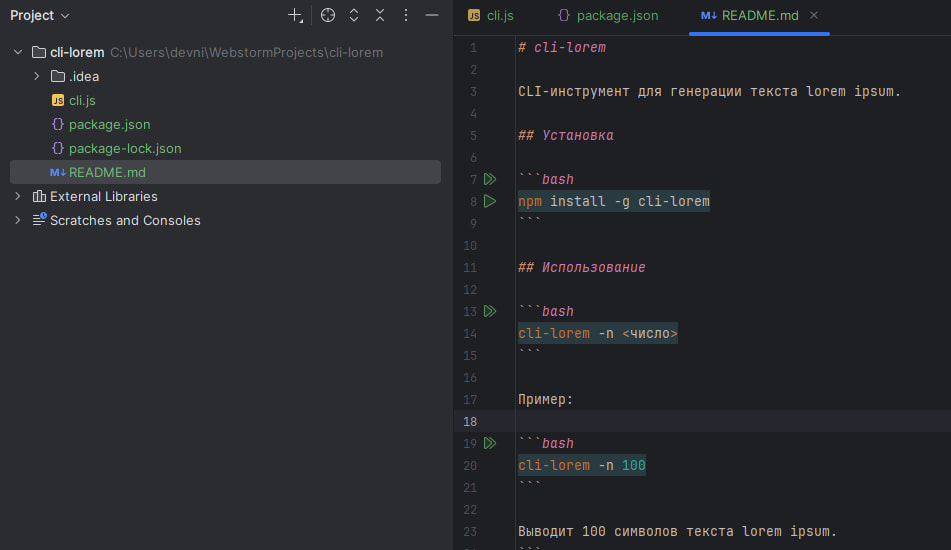 Project
cli-lorem C:\Users\devni\WebstormProjects\cli-lorem
.idea
JS cli.js
{} package.json
{} package-lock.json
M↓ README.md
External Libraries
Scratches and Consoles
JS cli.js {} package.json M↓ README.md
1 # cli-lorem
2
3 CLI-инструмент для генерации текста lorem ipsum.
4
5 ## Установка
6
7 ```bash
8 npm install -g cli-lorem
9 ```
10
11 ## Использование
12
13 ```bash
14 cli-lorem -n <число>
15 ```
16
17 Пример:
18
19 ```bash
20 cli-lorem -n 100
21 ```
22
23 Выводит 100 символов текста lorem ipsum.
```